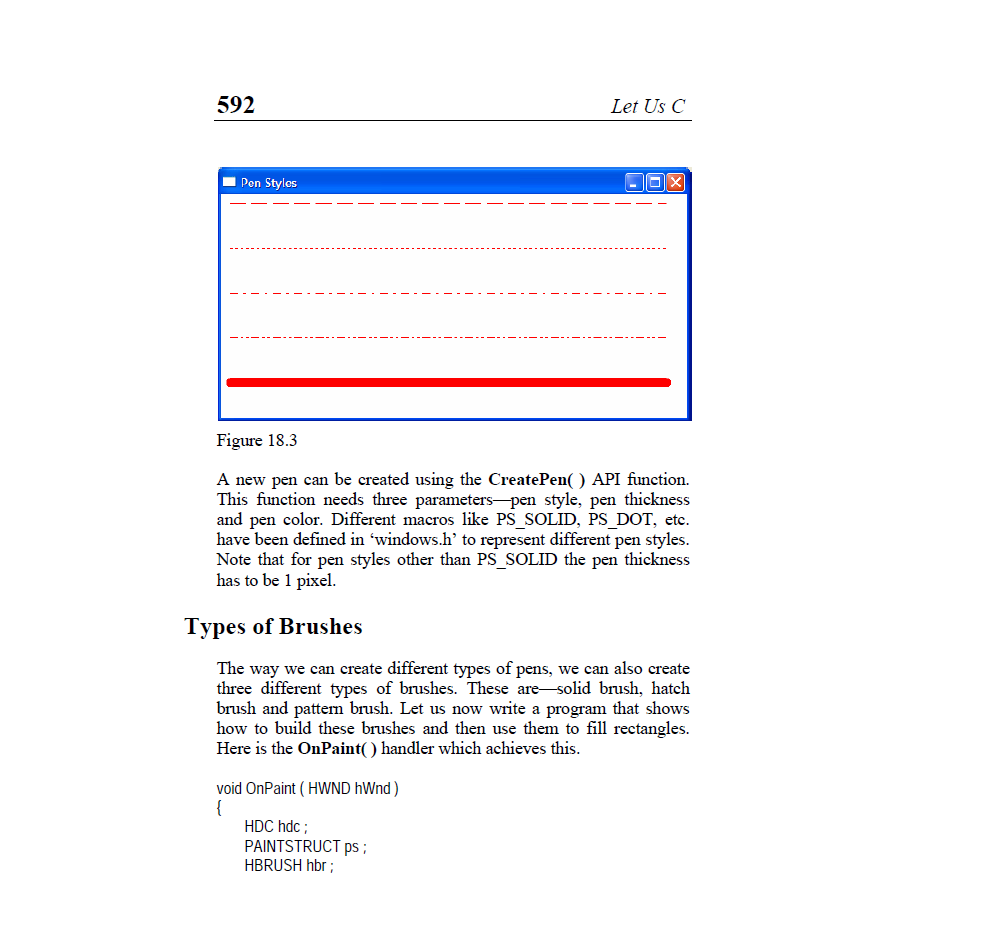 592 Let Us C
Pen Styles
Figure 18.3
A new pen can be created using the CreatePen( ) API function.
This function needs three parameters—pen style, pen thickness
and pen color. Different macros like PS_SOLID, PS_DOT, etc.
have been defined in ‘windows.h’ to represent different pen styles.
Note that for pen styles other than PS_SOLID the pen thickness
has to be 1 pixel.
Types of Brushes
The way we can create different types of pens, we can also create
three different types of brushes. These are—solid brush, hatch
brush and pattern brush. Let us now write a program that shows
how to build these brushes and then use them to fill rectangles.
Here is the OnPaint( ) handler which achieves this.
void OnPaint ( HWND hWnd )
{
HDC hdc ;
PAINTSTRUCT ps ;
HBRUSH hbr ;